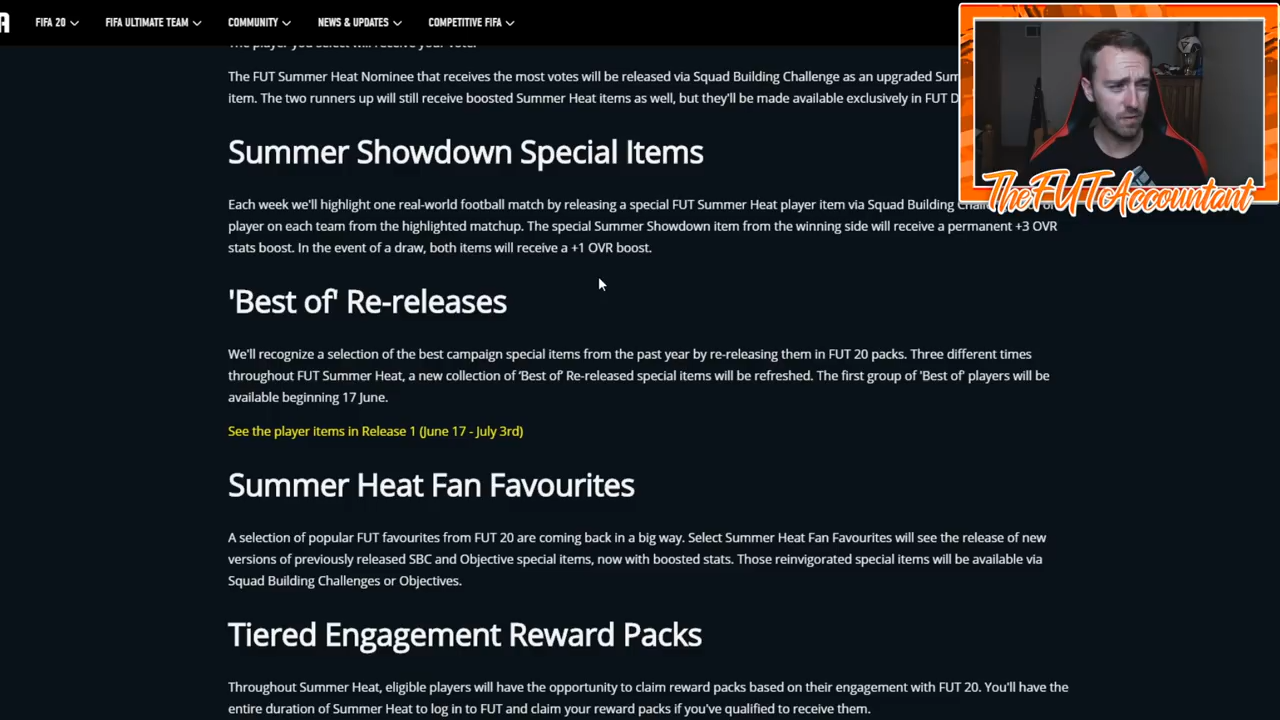 FIFA 20
FIFA ULTIMATE TEAM
COMMUNITY
NEWS & UPDATES
COMPETITIVE FIFA
The player you select will receive your vote.
The FUT Summer Heat Nominee that receives the most votes will be released via Squad Building Challenge as an upgraded
item. The two runners up will still receive boosted Summer Heat items as well, but they'll be made available exclusively in FUT
Summer Showdown Special Items
Each week we'll highlight one real-world football match by releasing a special FUT Summer Heat player item via Squad Building
player on each team from the highlighted matchup. The special Summer Showdown item from the winning side will receive a permanent +3 OVR
stats boost. In the event of a draw, both items will receive a +1 OVR boost.
'Best of' Re-releases
We'll recognize a selection of the best campaign special items from the past year by re-releasing them in FUT 20 packs. Three different times
throughout FUT Summer Heat, a new collection of 'Best of' Re-released special items will be refreshed. The first group of 'Best of' players will be
available beginning 17 June.
See the player items in Release 1 (June 17 - July 3rd)
Summer Heat Fan Favourites
A selection of popular FUT favourites from FUT 20 are coming back in a big way. Select Summer Heat Fan Favourites will see the release of new
versions of previously released SBC and Objective special items, now with boosted stats. Those reinvigorated special items will be available via
Squad Building Challenges or Objectives.
Tiered Engagement Reward Packs
Throughout Summer Heat, eligible players will have the opportunity to claim reward packs based on their engagement with FUT 20. You'll have the
entire duration of Summer Heat to log in to FUT and claim your reward packs if you've qualified to receive them.
TheFUTAccountant